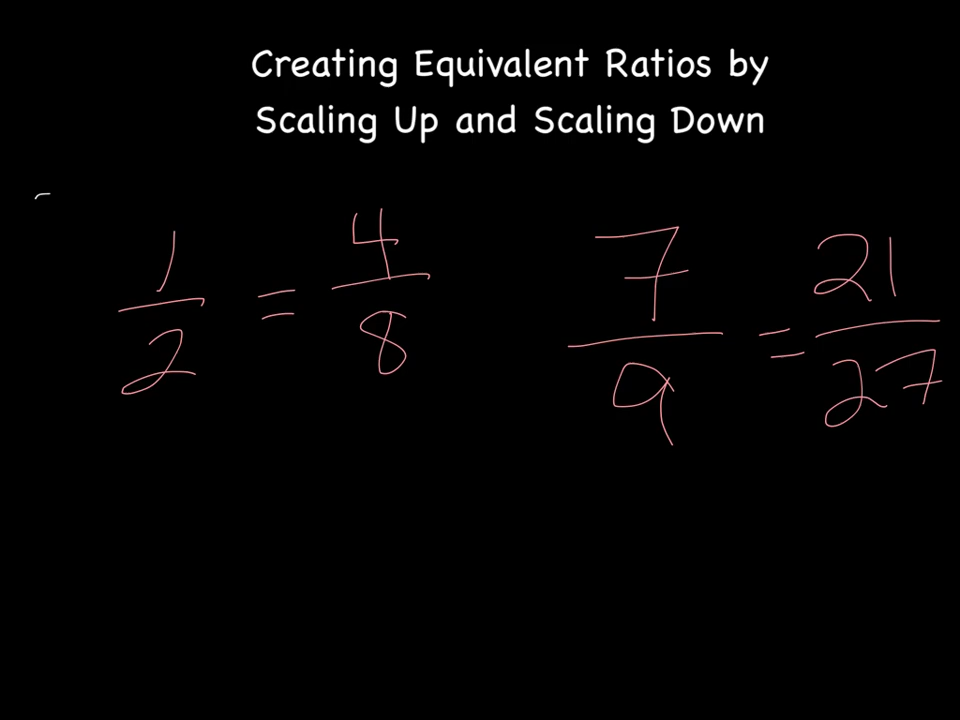 Creating Equivalent Ratios by
Scaling Up and Scaling Down
1/2 = 4/8
7/9 = 21/27